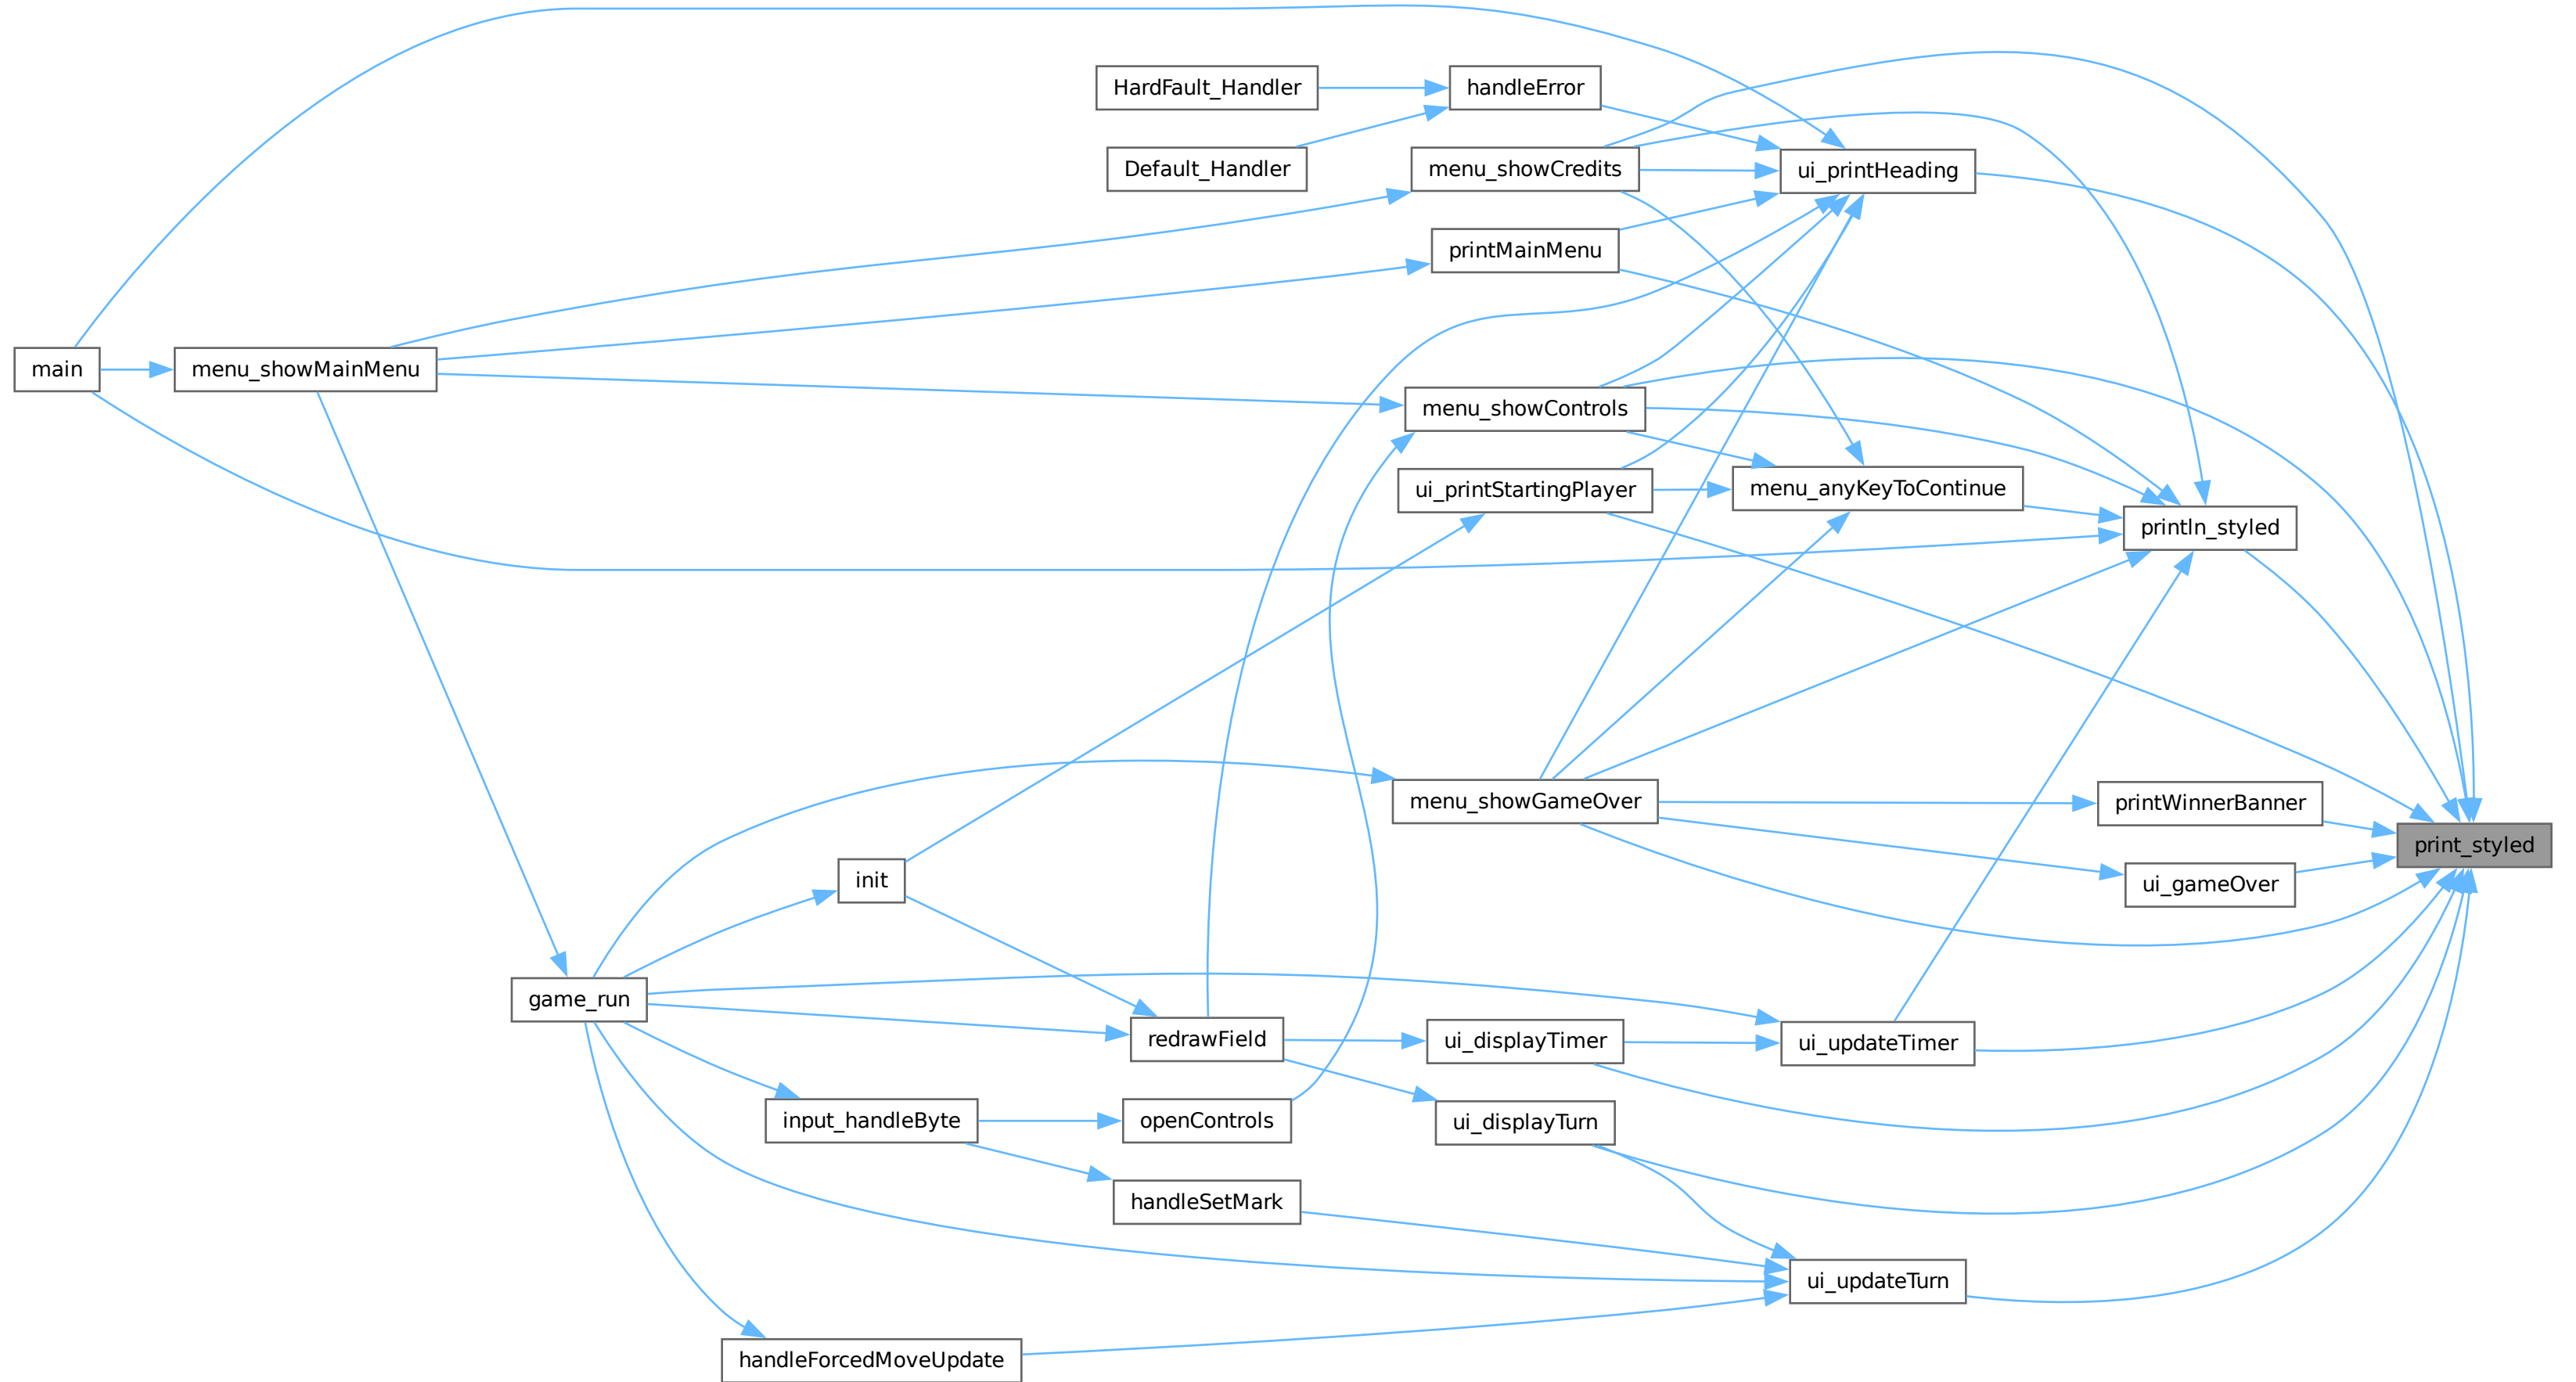 HardFault_Handler
handleError
Default_Handler
menu_showCredits
ui_printHeading
printMainMenu
main
menu_showMainMenu
menu_showControls
ui_printStartingPlayer
menu_anyKeyToContinue
println_styled
menu_showGameOver
printWinnerBanner
print_styled
ui_gameOver
init
game_run
redrawField
ui_displayTimer
ui_updateTimer
input_handleByte
openControls
ui_displayTurn
handleSetMark
ui_updateTurn
handleForcedMoveUpdate